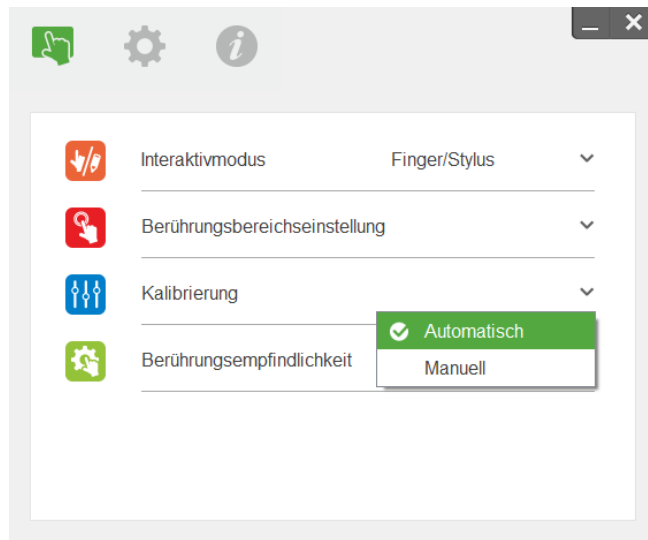 Interaktivmodus Finger/Stylus
Berührungsbereichseinstellung
Kalibrierung
Automatisch
Berührungsempfindlichkeit
Manuell